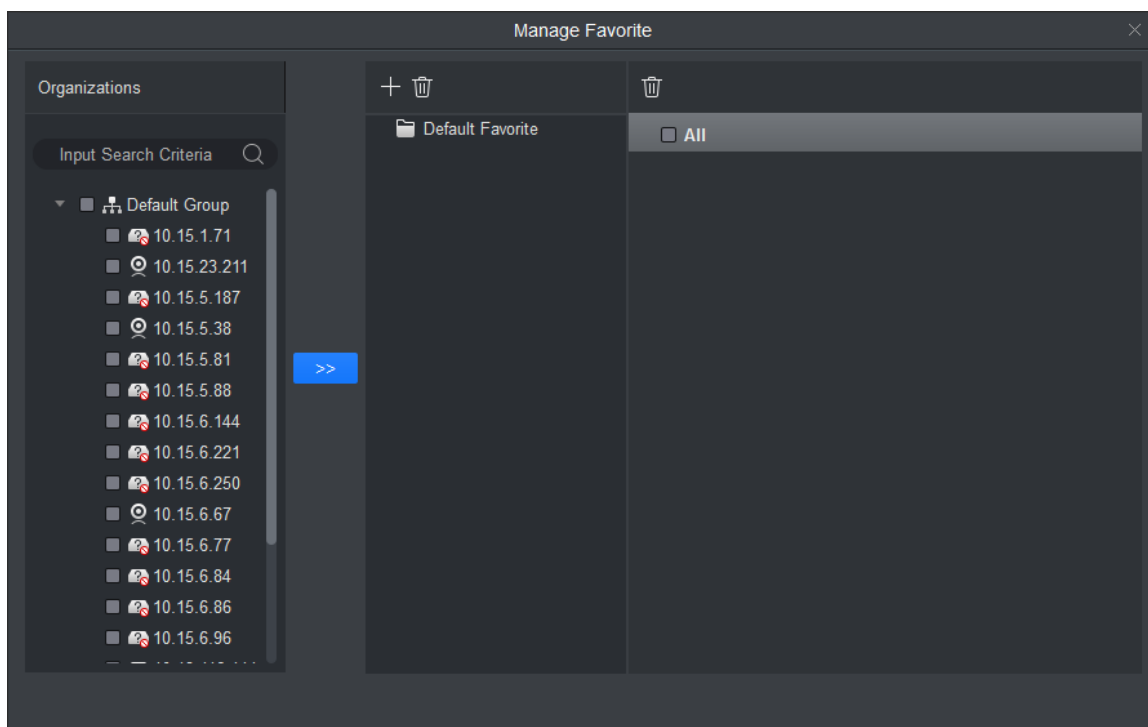 Manage Favorite
Organizations
Input Search Criteria
Default Group
10.15.1.71
10.15.23.211
10.15.5.187
10.15.5.38
10.15.5.81
10.15.5.88
10.15.6.144
10.15.6.221
10.15.6.250
10.15.6.67
10.15.6.77
10.15.6.84
10.15.6.86
10.15.6.96
>>
Default Favorite
All